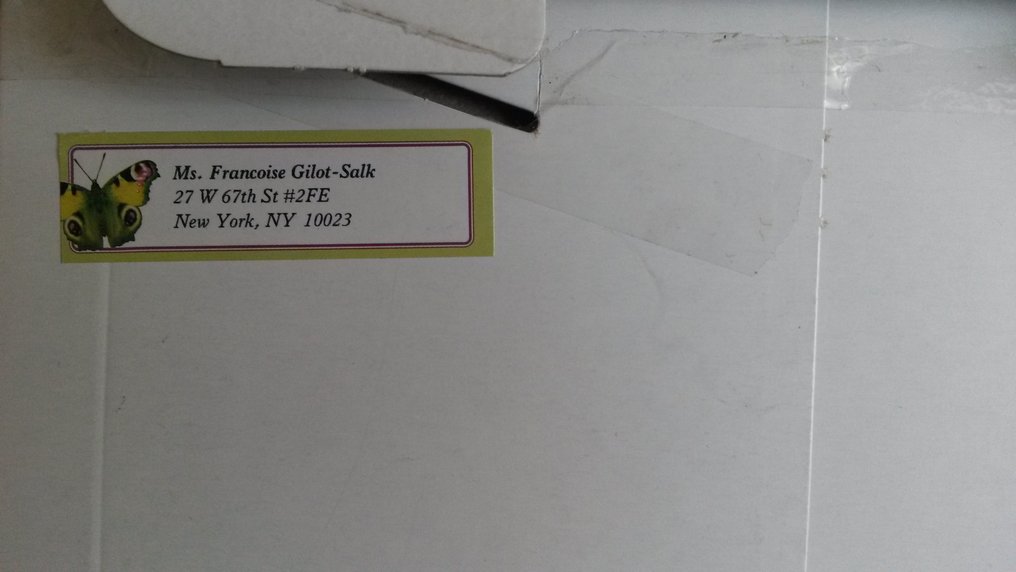 Ms. Francoise Gilot-Salk
27 W 67th St #2FE
New York, NY 10023